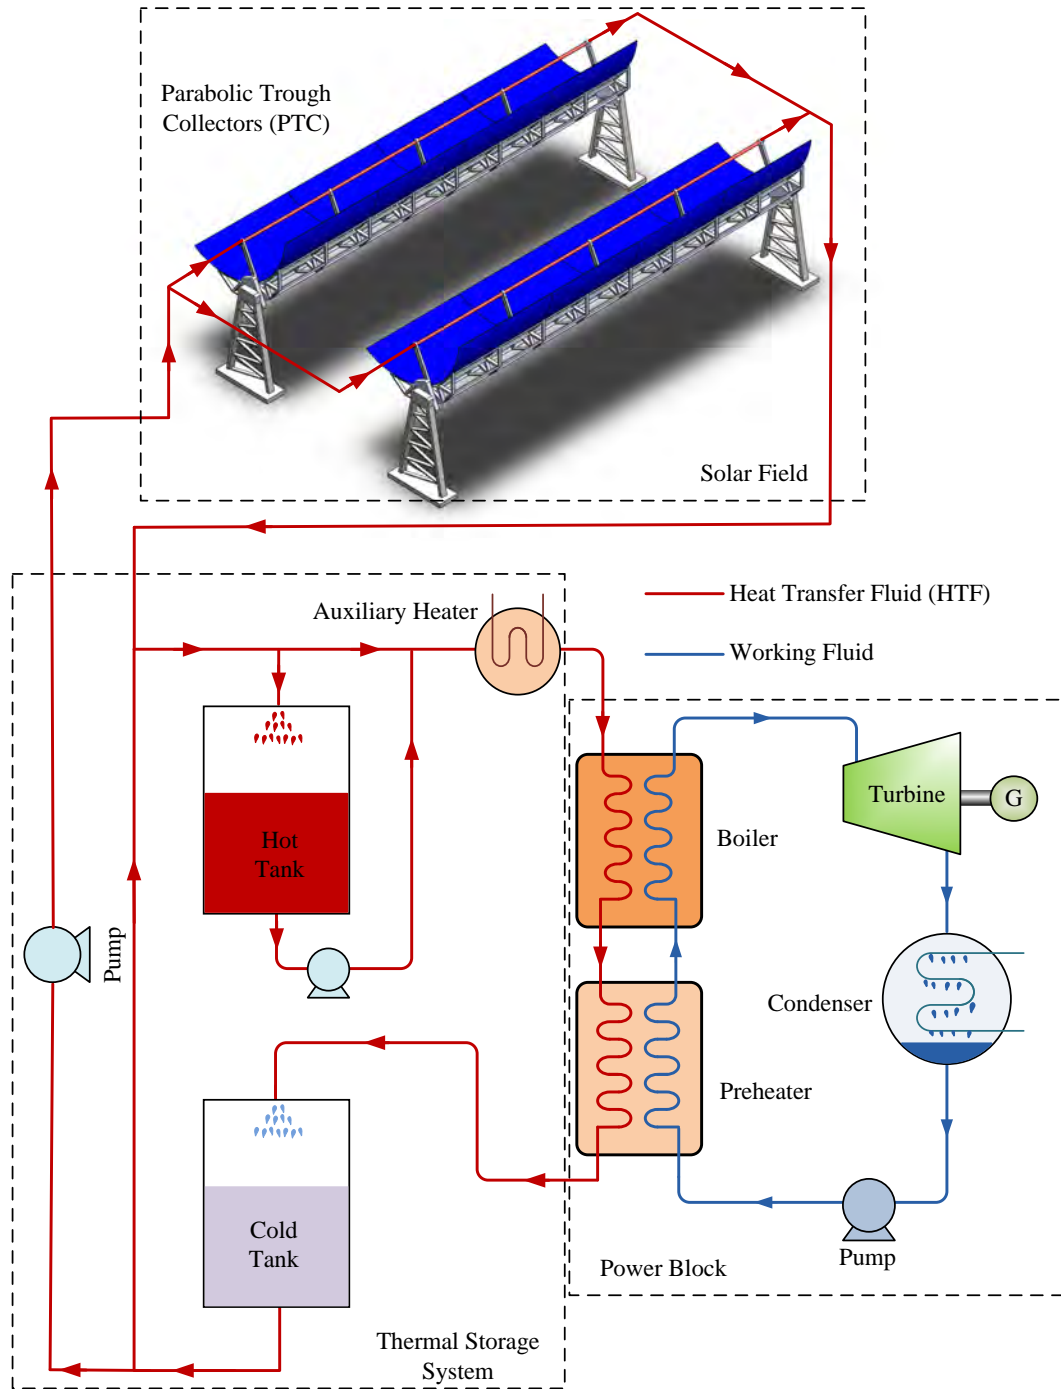 Parabolic Trough
Collectors (PTC)
Solar Field
Auxiliary Heater
Heat Transfer Fluid (HTF)
Working Fluid
Hot
Tank
Pump
Boiler
Turbine
G
Condenser
Preheater
Cold
Tank
Pump
Power Block
Thermal Storage
System